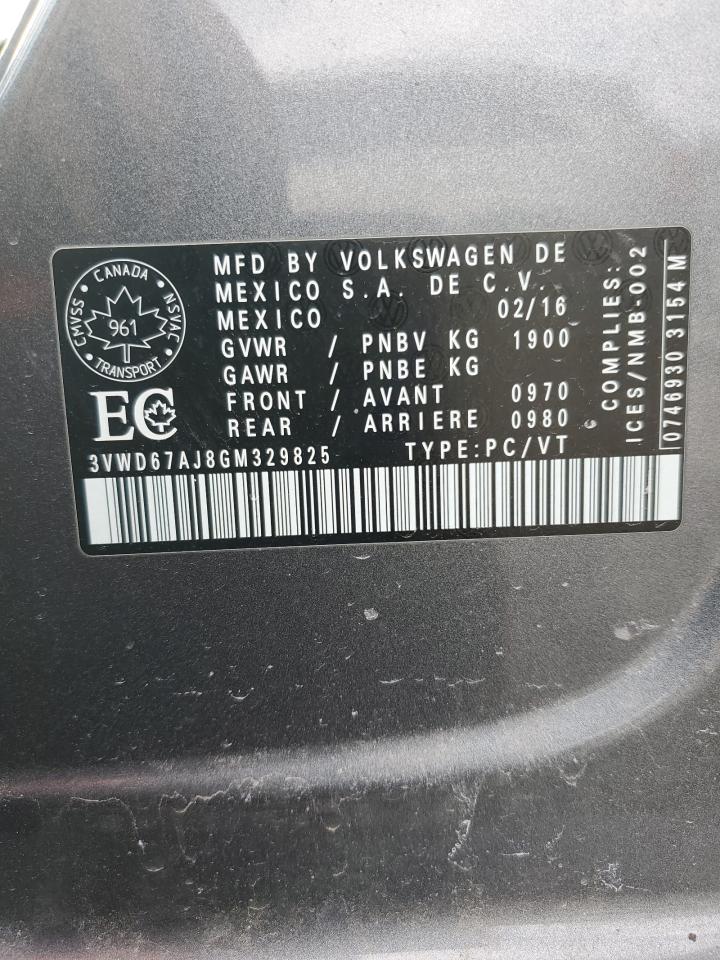 CANADA
CMVSS
NSVAC
961
TRANSPORT
EC
MFD BY VOLKSWAGEN DE
MEXICO S.A. DE C.V.
MEXICO 02/16
GVWR / PNBV KG 1900
GAWR / PNBE KG
FRONT / AVANT 0970
REAR / ARRIERE 0980
3VWD67AJ8GM329825 TYPE:PC/VT
COMPLIES:
ICES/NMB-002
0746930 3154 M